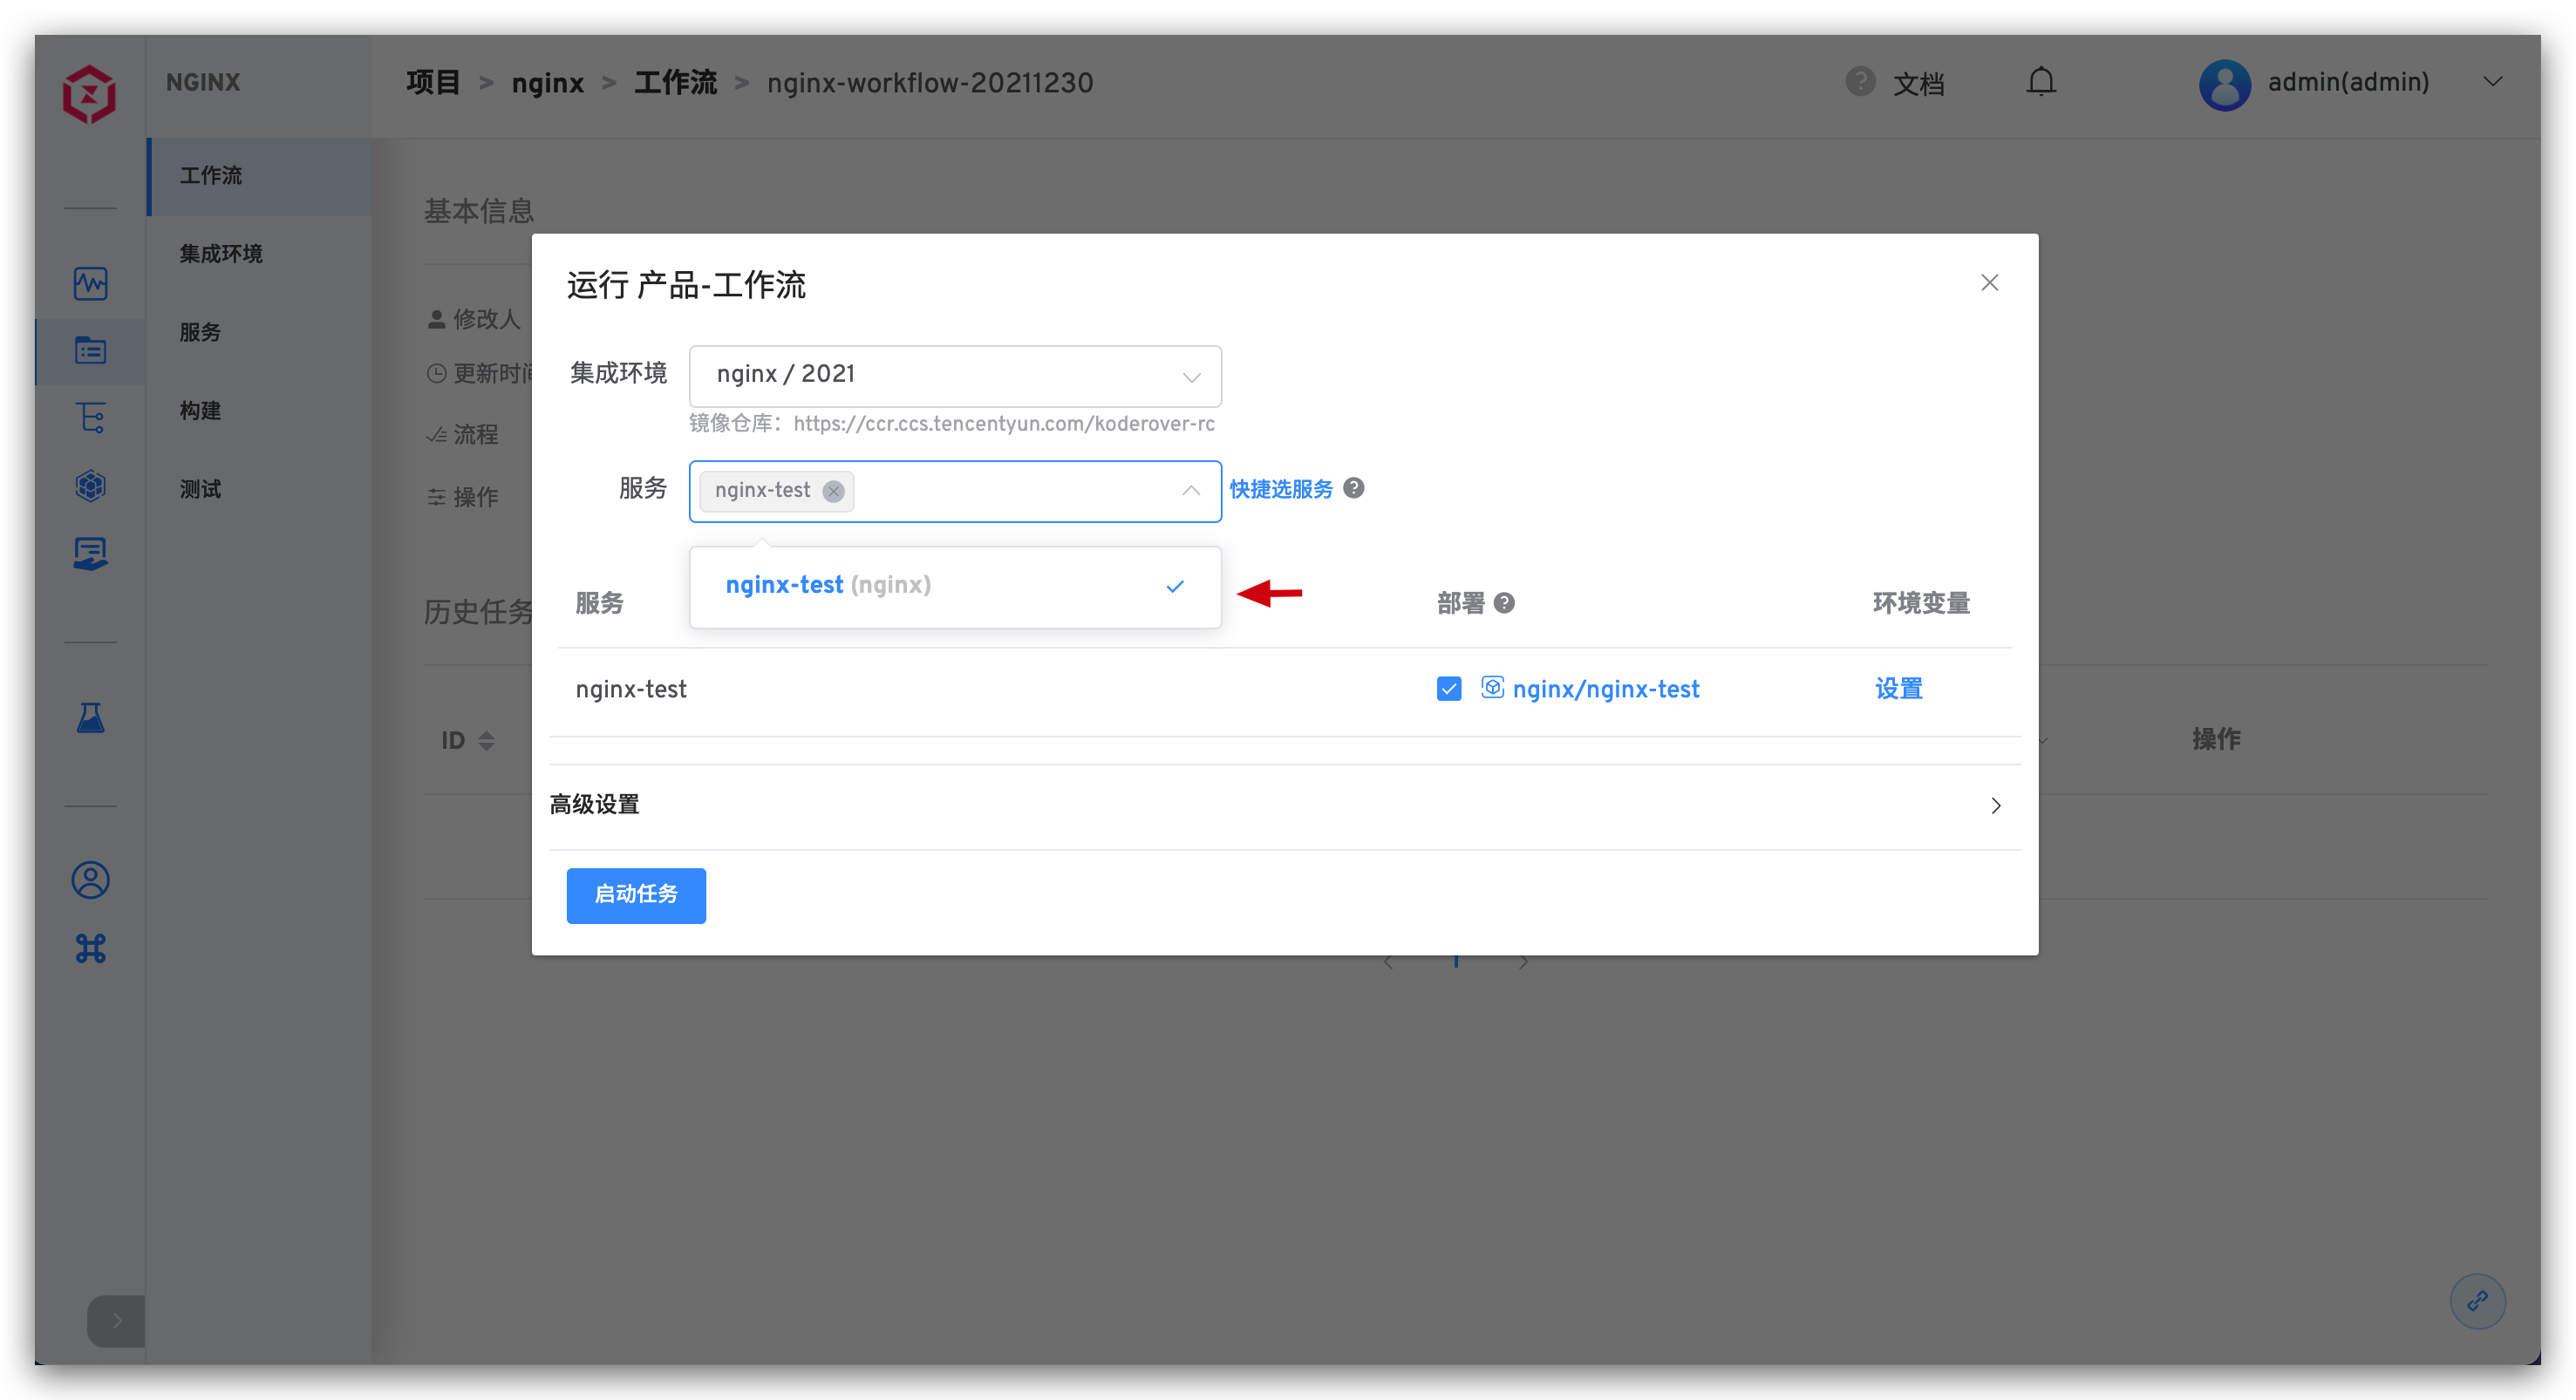 NGINX
项目 > nginx > 工作流 > nginx-workflow-20211230
? 文档
admin(admin)
工作流
集成环境
服务
构建
测试
基本信息
修改人
更新时间
流程
操作
历史任务
ID
操作
运行 产品-工作流
集成环境
nginx / 2021
镜像仓库：https://ccr.ccs.tencentyun.com/koderover-rc
服务
nginx-test
快捷选服务 ?
nginx-test (nginx)
服务
部署 ?
环境变量
nginx-test
nginx/nginx-test
设置
高级设置
启动任务
1